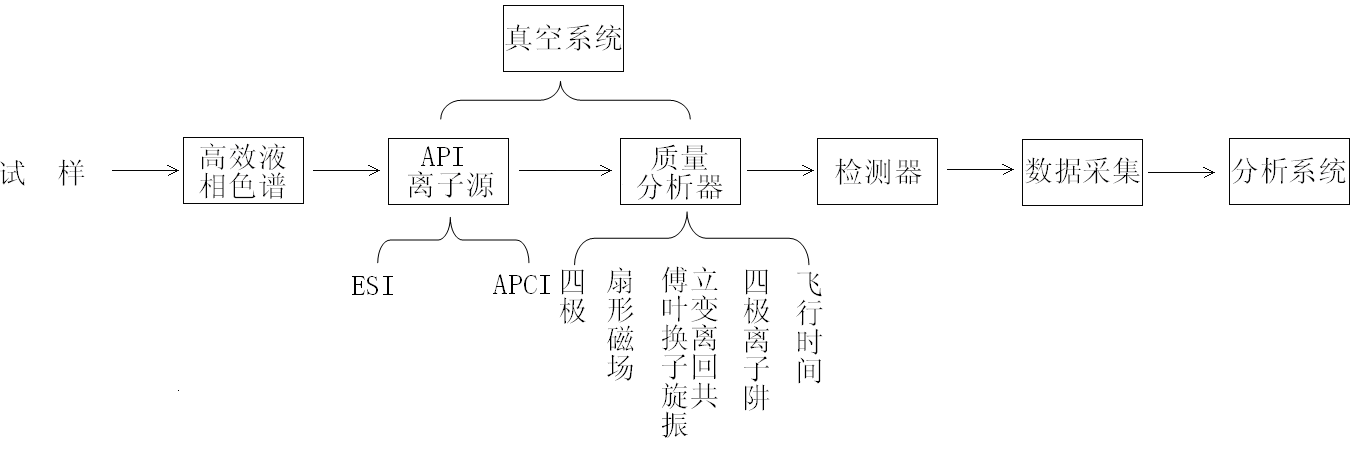 真空系统
试 样
高效液
相色谱
API
离子源
质量
分析器
检测器
数据采集
分析系统
ESI
APCI
四极
扇形磁场
傅立叶变换离子回旋共振
四极离子阱
飞行时间